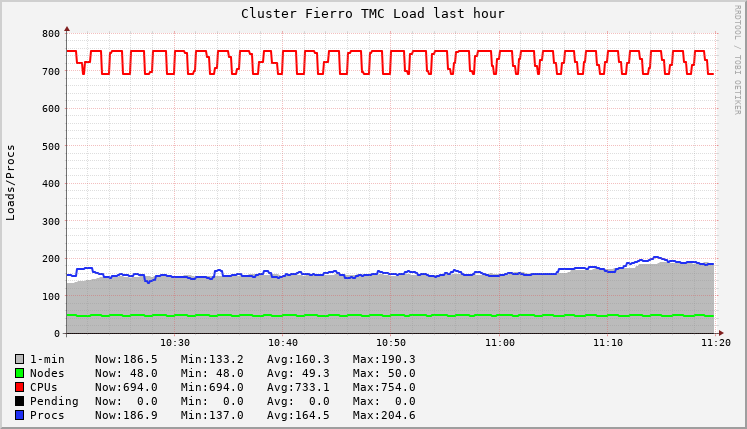 Cluster Fierro TMC Load last hour
RRDTOOL / TOBI OETIKER
Loads/Procs
800
700
600
500
400
300
200
100
0
10:30 10:40 10:50 11:00 11:10 11:20
1-min Now:186.5 Min:133.2 Avg:160.3 Max:190.3
Nodes Now: 48.0 Min: 48.0 Avg: 49.3 Max: 50.0
CPUs Now:694.0 Min:694.0 Avg:733.1 Max:754.0
Pending Now: 0.0 Min: 0.0 Avg: 0.0 Max: 0.0
Procs Now:186.9 Min:137.0 Avg:164.5 Max:204.6